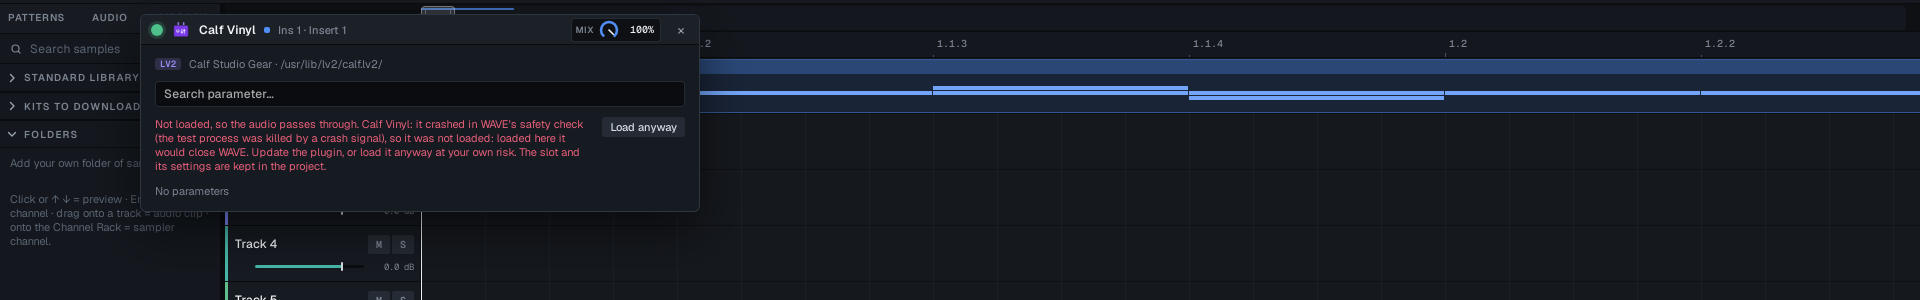 PATTERNS AUDIO
Calf Vinyl Ins 1 · Insert 1 MIX 100% ×
Search samples
.2 1.1.3 1.1.4 1.2 1.2.2
LV2 Calf Studio Gear · /usr/lib/lv2/calf.lv2/
STANDARD LIBRARY
Search parameter...
KITS TO DOWNLOAD
Not loaded, so the audio passes through. Calf Vinyl: it crashed in WAVE's safety check
(the test process was killed by a crash signal), so it was not loaded: loaded here it
would close WAVE. Update the plugin, or load it anyway at your own risk. The slot and
its settings are kept in the project.
Load anyway
FOLDERS
Add your own folder of
No parameters
Click or ↑ ↓ = preview ·
channel · drag onto a track = audio clip ·
onto the Channel Rack = sampler
channel.
0.0 dB
Track 4 M S
0.0 dB
Track 5 M S